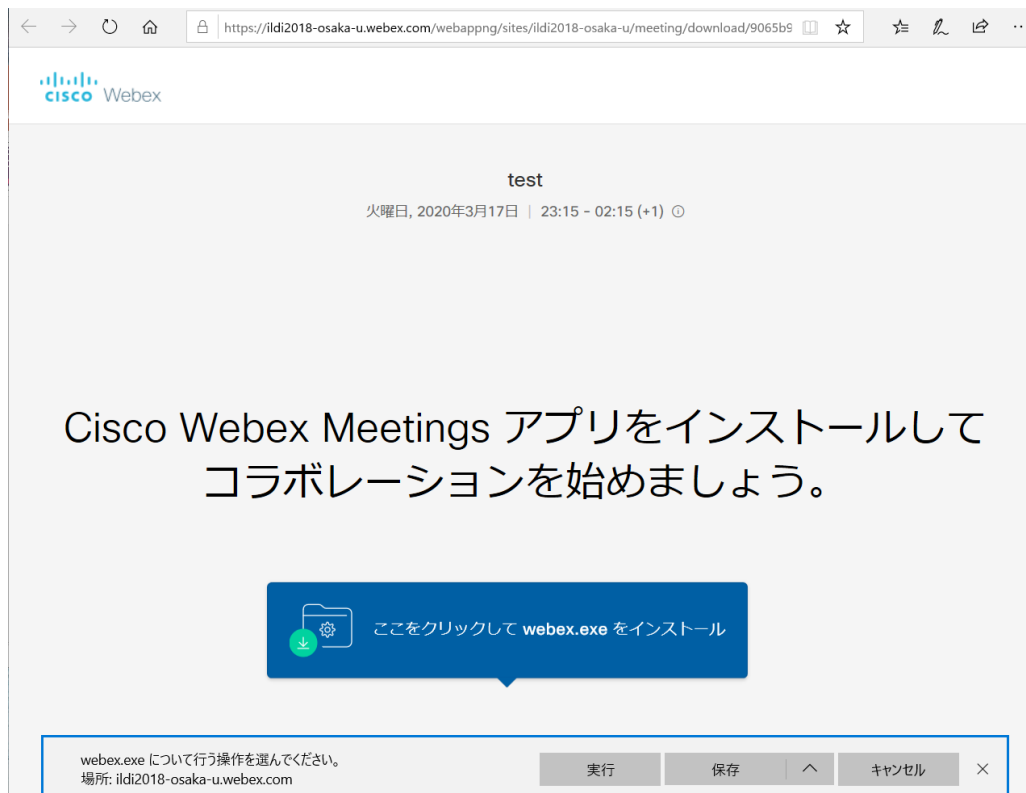 https://ildi2018-osaka-u.webex.com/webappng/sites/ildi2018-osaka-u/meeting/download/9065b9
cisco Webex
test
火曜日, 2020年3月17日 | 23:15 - 02:15 (+1)
Cisco Webex Meetings アプリをインストールして
コラボレーションを始めましょう。
ここをクリックして webex.exe をインストール
webex.exe について行う操作を選んでください。
場所: ildi2018-osaka-u.webex.com
実行 保存 キャンセル